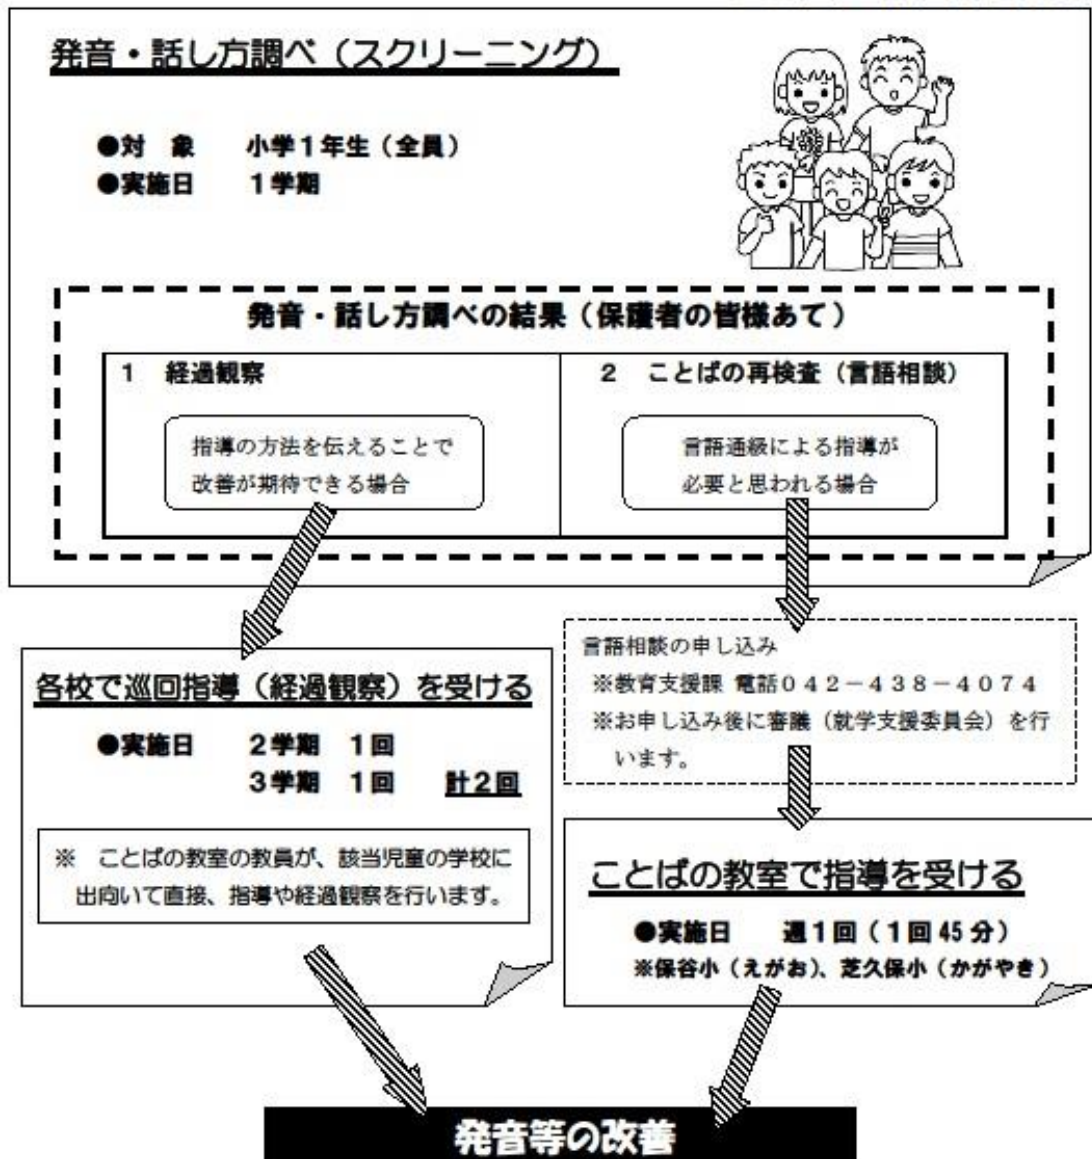 発音・話し方調べ（スクリーニング）
●対　象　　小学１年生（全員）
●実施日　　１学期
発音・話し方調べの結果（保護者の皆様あて）
１　経過観察
指導の方法を伝えることで
改善が期待できる場合
２　ことばの再検査（言語相談）
言語通級による指導が
必要と思われる場合
各校で巡回指導（経過観察）を受ける
●実施日　　２学期　１回
３学期　１回　　計２回
※　ことばの教室の教員が、該当児童の学校に
出向いて直接、指導や経過観察を行います。
言語相談の申し込み
※教育支援課 電話０４２－４３８－４０７４
※お申し込み後に審議（就学支援委員会）を行
います。
ことばの教室で指導を受ける
●実施日　　週１回（１回 45 分）
※保谷小（えがお）、芝久保小（かがやき）
発音等の改善